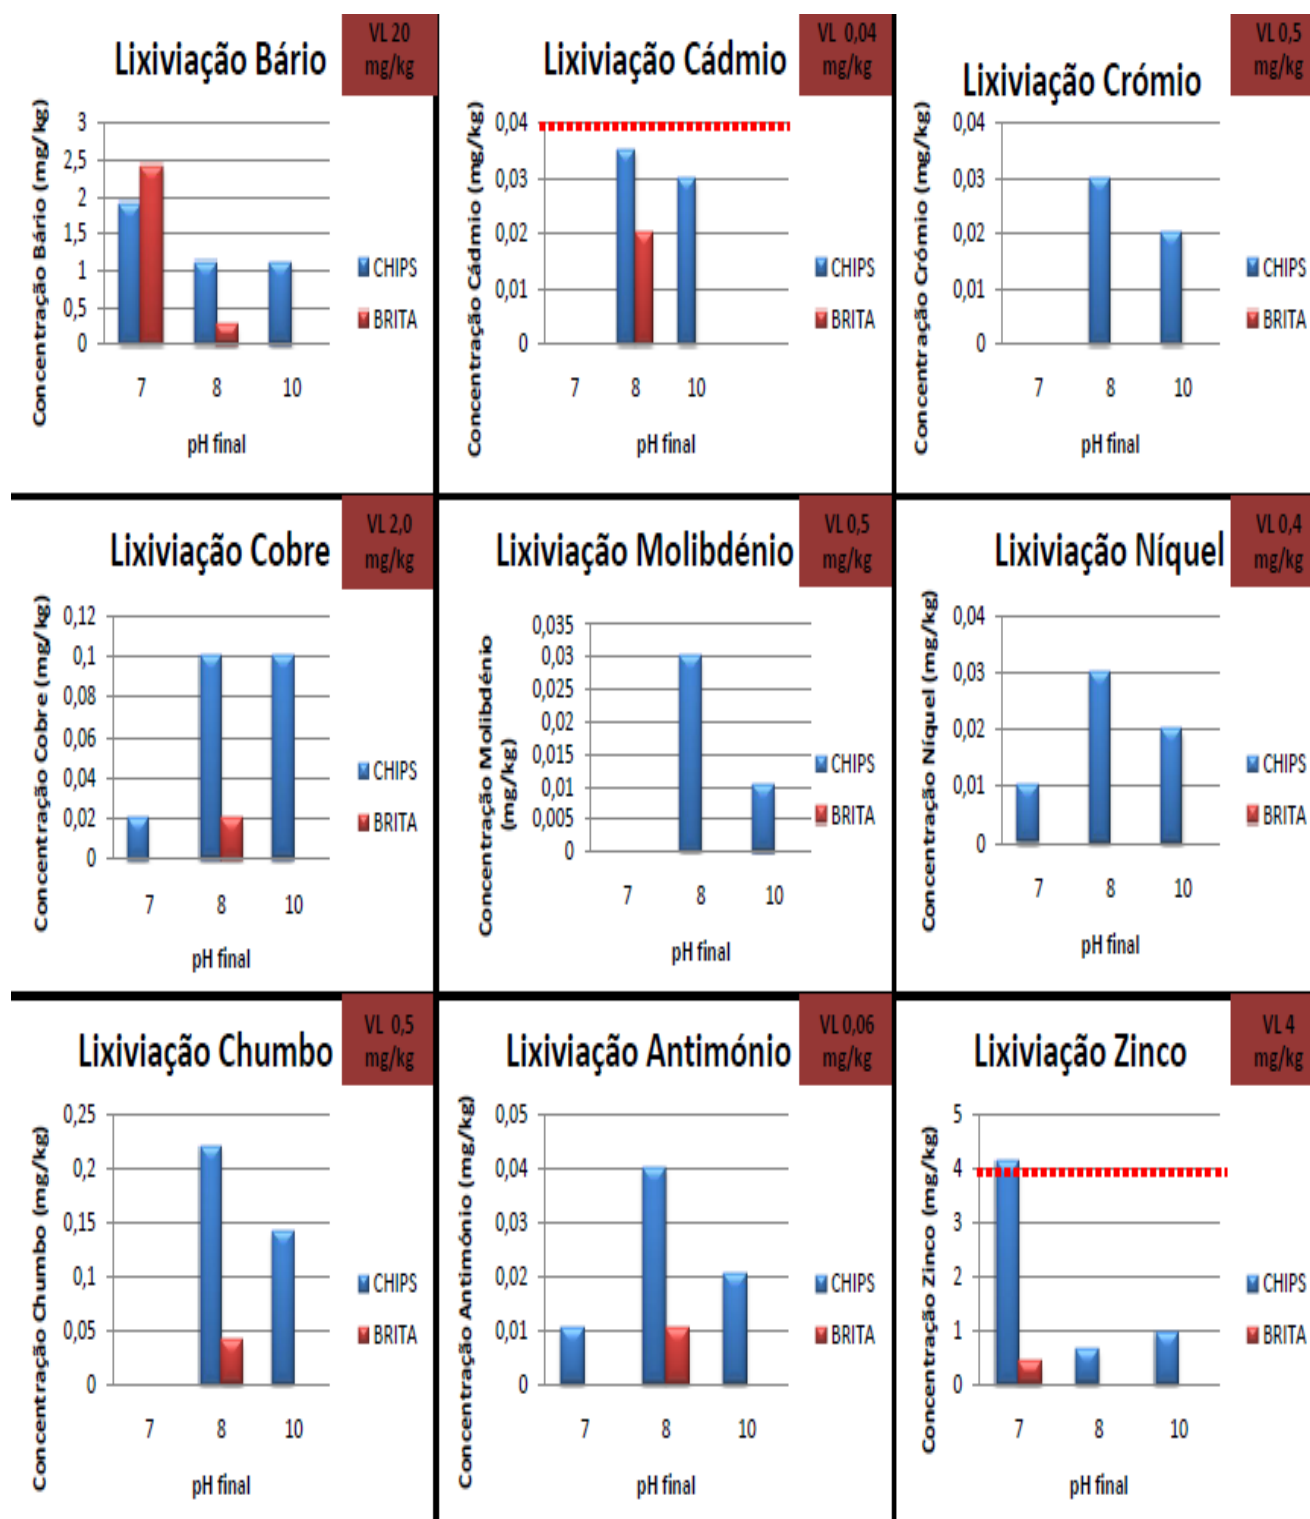 Lixiviação Bário
VL 20
mg/kg
Concentração Bário (mg/kg)
3
2,5
2
1,5
1
0,5
0
7
8
10
pH final
CHIPS
BRITA
Lixiviação Cádmio
VL 0,04
mg/kg
Concentração Cádmio (mg/kg)
0,04
0,03
0,02
0,01
0
7
8
10
pH final
CHIPS
BRITA
Lixiviação Crómio
VL 0,5
mg/kg
Concentração Crómio (mg/kg)
0,04
0,03
0,02
0,01
0
7
8
10
pH final
CHIPS
BRITA
Lixiviação Cobre
VL 2,0
mg/kg
Concentração Cobre (mg/kg)
0,12
0,1
0,08
0,06
0,04
0,02
0
7
8
10
pH final
CHIPS
BRITA
Lixiviação Molibdénio
VL 0,5
mg/kg
Concentração Molibdénio
(mg/kg)
0,035
0,03
0,025
0,02
0,015
0,01
0,005
0
7
8
10
pH final
CHIPS
BRITA
Lixiviação Níquel
VL 0,4
mg/kg
Concentração Níquel (mg/kg)
0,04
0,03
0,02
0,01
0
7
8
10
pH final
CHIPS
BRITA
Lixiviação Chumbo
VL 0,5
mg/kg
Concentração Chumbo (mg/kg)
0,25
0,2
0,15
0,1
0,05
0
7
8
10
pH final
CHIPS
BRITA
Lixiviação Antimónio
VL 0,06
mg/kg
Concentração Antimónio (mg/kg)
0,05
0,04
0,03
0,02
0,01
0
7
8
10
pH final
CHIPS
BRITA
Lixiviação Zinco
VL 4
mg/kg
Concentração Zinco (mg/kg)
5
4
3
2
1
0
7
8
10
pH final
CHIPS
BRITA